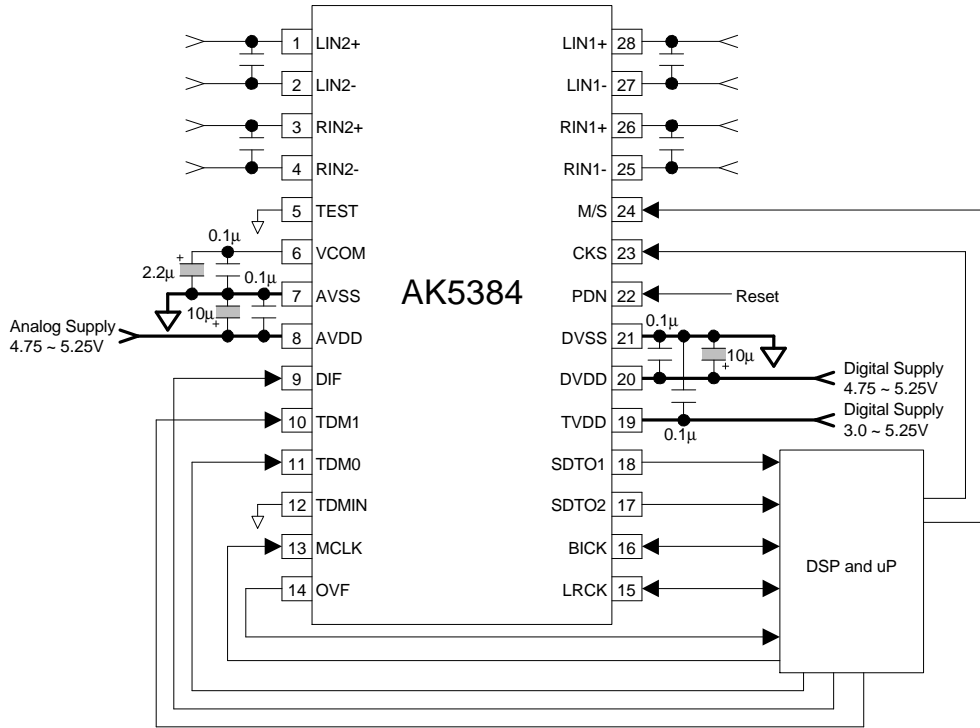 1 LIN2+
2 LIN2-
3 RIN2+
4 RIN2-
5 TEST
6 VCOM
7 AVSS
8 AVDD
9 DIF
10 TDM1
11 TDM0
12 TDMIN
13 MCLK
14 OVF
AK5384
LIN1+ 28
LIN1- 27
RIN1+ 26
RIN1- 25
M/S 24
CKS 23
PDN 22
DVSS 21
DVDD 20
TVDD 19
SDTO1 18
SDTO2 17
BICK 16
LRCK 15
0.1µ
+
2.2µ
0.1µ
10µ
+
Analog Supply
4.75 ~ 5.25V
Reset
0.1µ
10µ
+
0.1µ
Digital Supply
4.75 ~ 5.25V
Digital Supply
3.0 ~ 5.25V
DSP and uP